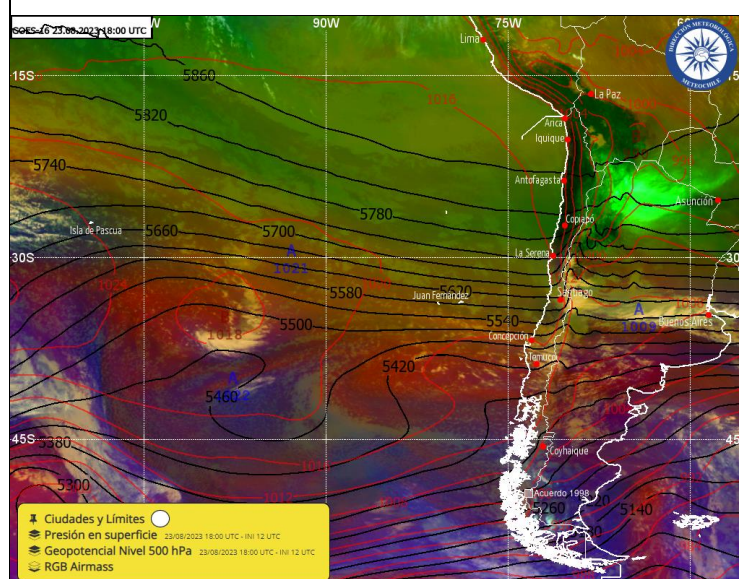 GOES-16 23.08.2023 18:00 UTC
90W
75W
15S
Lima
1016
5860
5820
La Paz
DIRECCIÓN METEOROLÓGICA
METEOCHILE
Arica
Iquique
5740
Antofagasta
5780
Asunción
Isla de Pascua
5660
5700
Copiapó
A
1021
La Serena
30S
1020
1024
5580
5620
Juan Fernández
Santiago
A
1009
Buenos Aires
1018
5500
5540
Concepción
Temuco
5420
A
5460
45S
5380
Coyhaique
1012
5300
Acuerdo 1998
5260
5140
Ciudades y Límites
Presión en superficie 23/08/2023 18:00 UTC - INI 12 UTC
Geopotencial Nivel 500 hPa 23/08/2023 18:00 UTC - INI 12 UTC
RGB Airmass